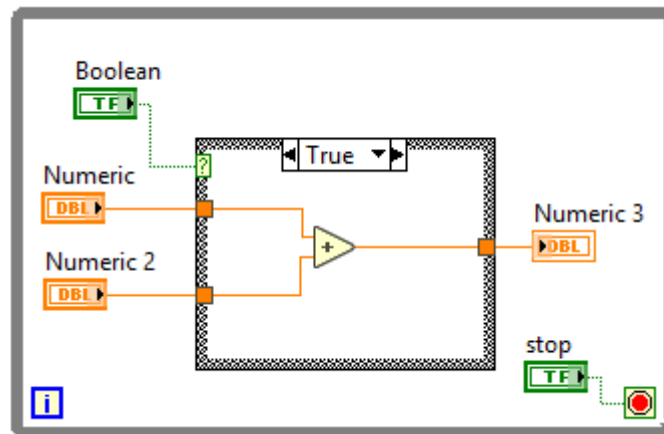 Boolean
TF
?
True
Numeric
DBL
Numeric 2
DBL
+
Numeric 3
DBL
stop
TF
i